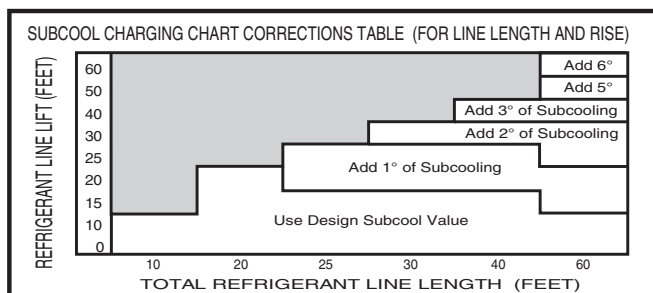 SUBCOOL CHARGING CHART CORRECTIONS TABLE (FOR LINE LENGTH AND RISE)
REFRIGERANT LINE LIFT (FEET)
60
50
40
30
25
20
15
10
0
Add 6°
Add 5°
Add 3° of Subcooling
Add 2° of Subcooling
Add 1° of Subcooling
Use Design Subcool Value
10 20 25 30 40 60
TOTAL REFRIGERANT LINE LENGTH (FEET)